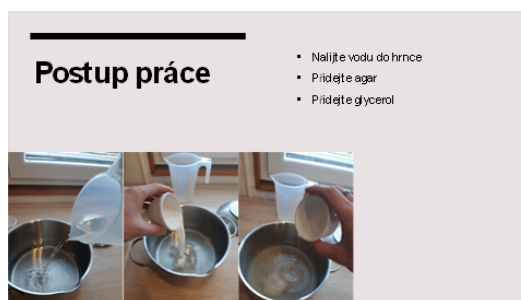 Postup práce
▪ Nalijte vodu do hrnce
▪ Přidejte agar
▪ Přidejte glycerol